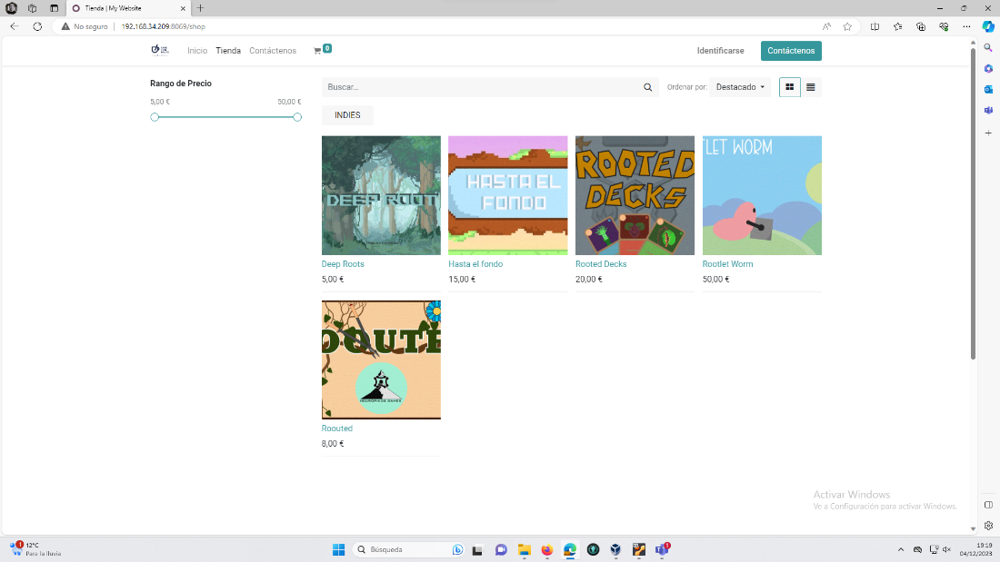 Tienda | My Website
No seguro
192.168.34.209:8069/shop
Inicio
Tienda
Contáctenos
0
Identificarse
Contáctenos
Rango de Precio
5,00 €
50,00 €
Buscar...
Ordenar por:
Destacado
INDIES
DEEP ROOT
HASTA EL
FONDO
ROOTED
DECKS
TLET WORM
Deep Roots
Hasta el fondo
Rooted Decks
Rootlet Worm
5,00 €
15,00 €
20,00 €
50,00 €
OOUTE
Roouted
8,00 €
Activar Windows
Ve a Configuración para activar Windows.
1
12°C
Para la lluvia
Búsqueda
1
19:19
04/12/2023